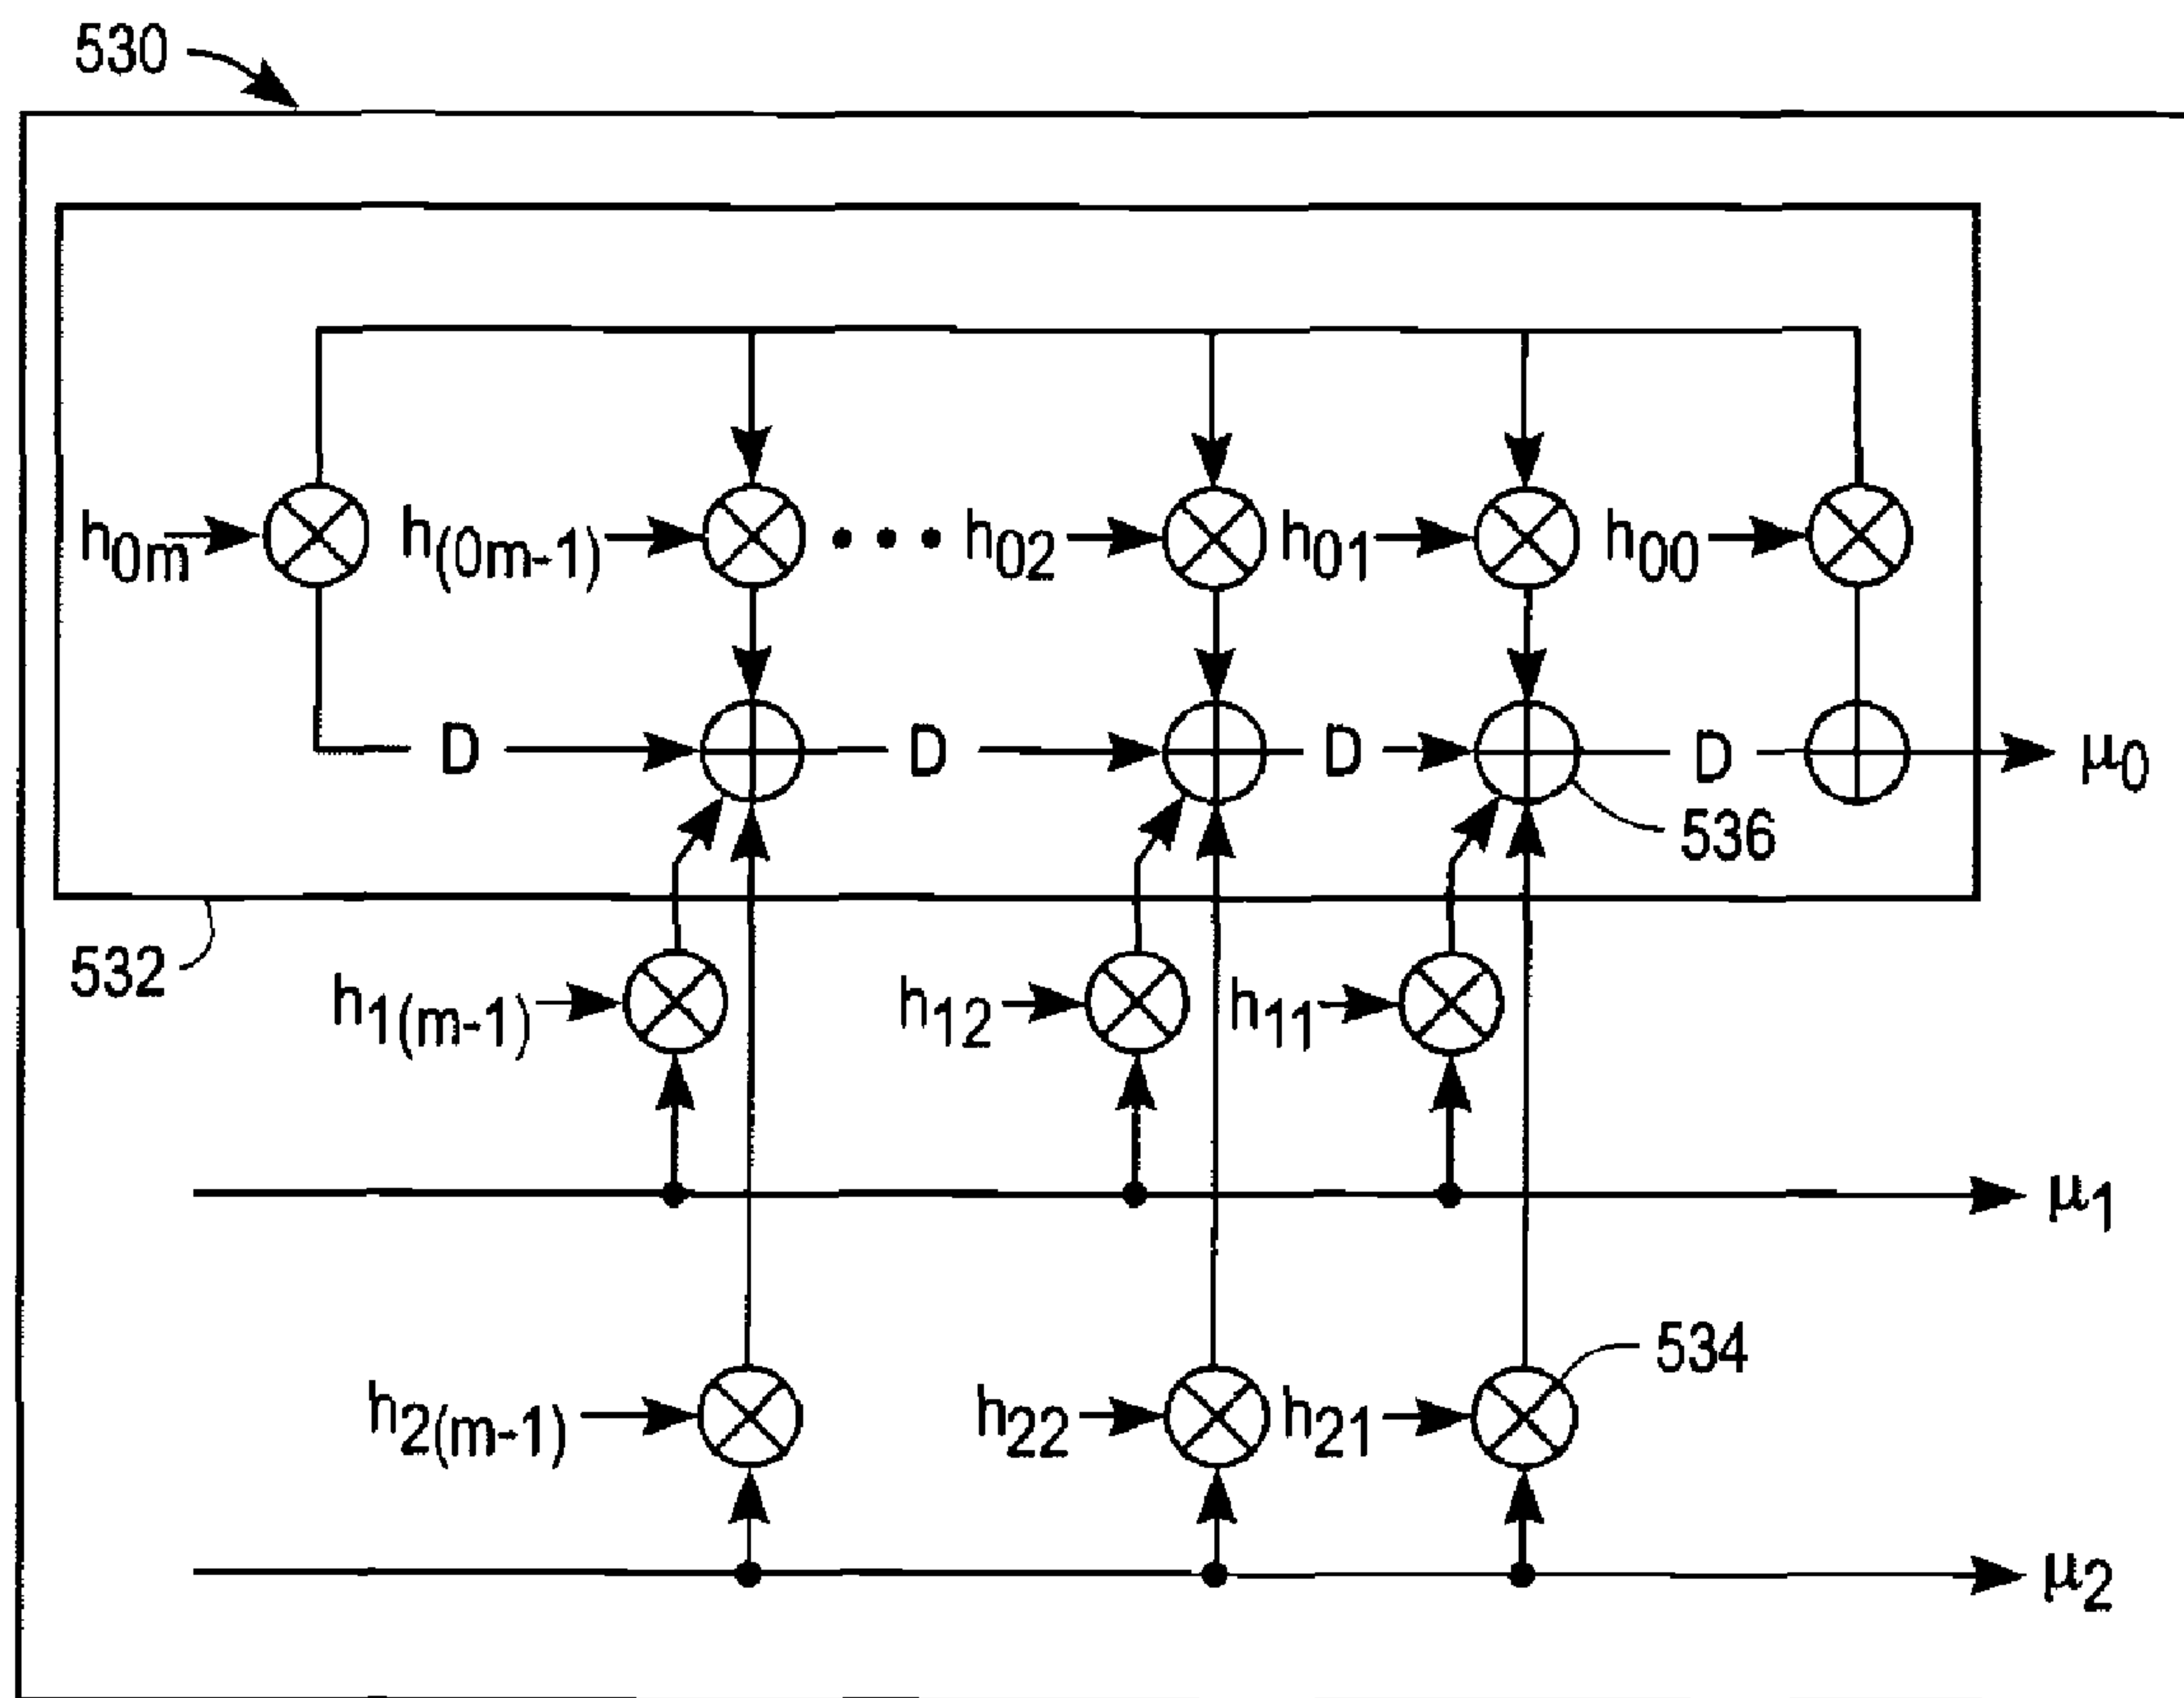 530
h0m h(0m-1) • • • h02 h01 h00
D D D D μ0
536
532
h1(m-1) h12 h11
μ1
534
h2(m-1) h22 h21
μ2